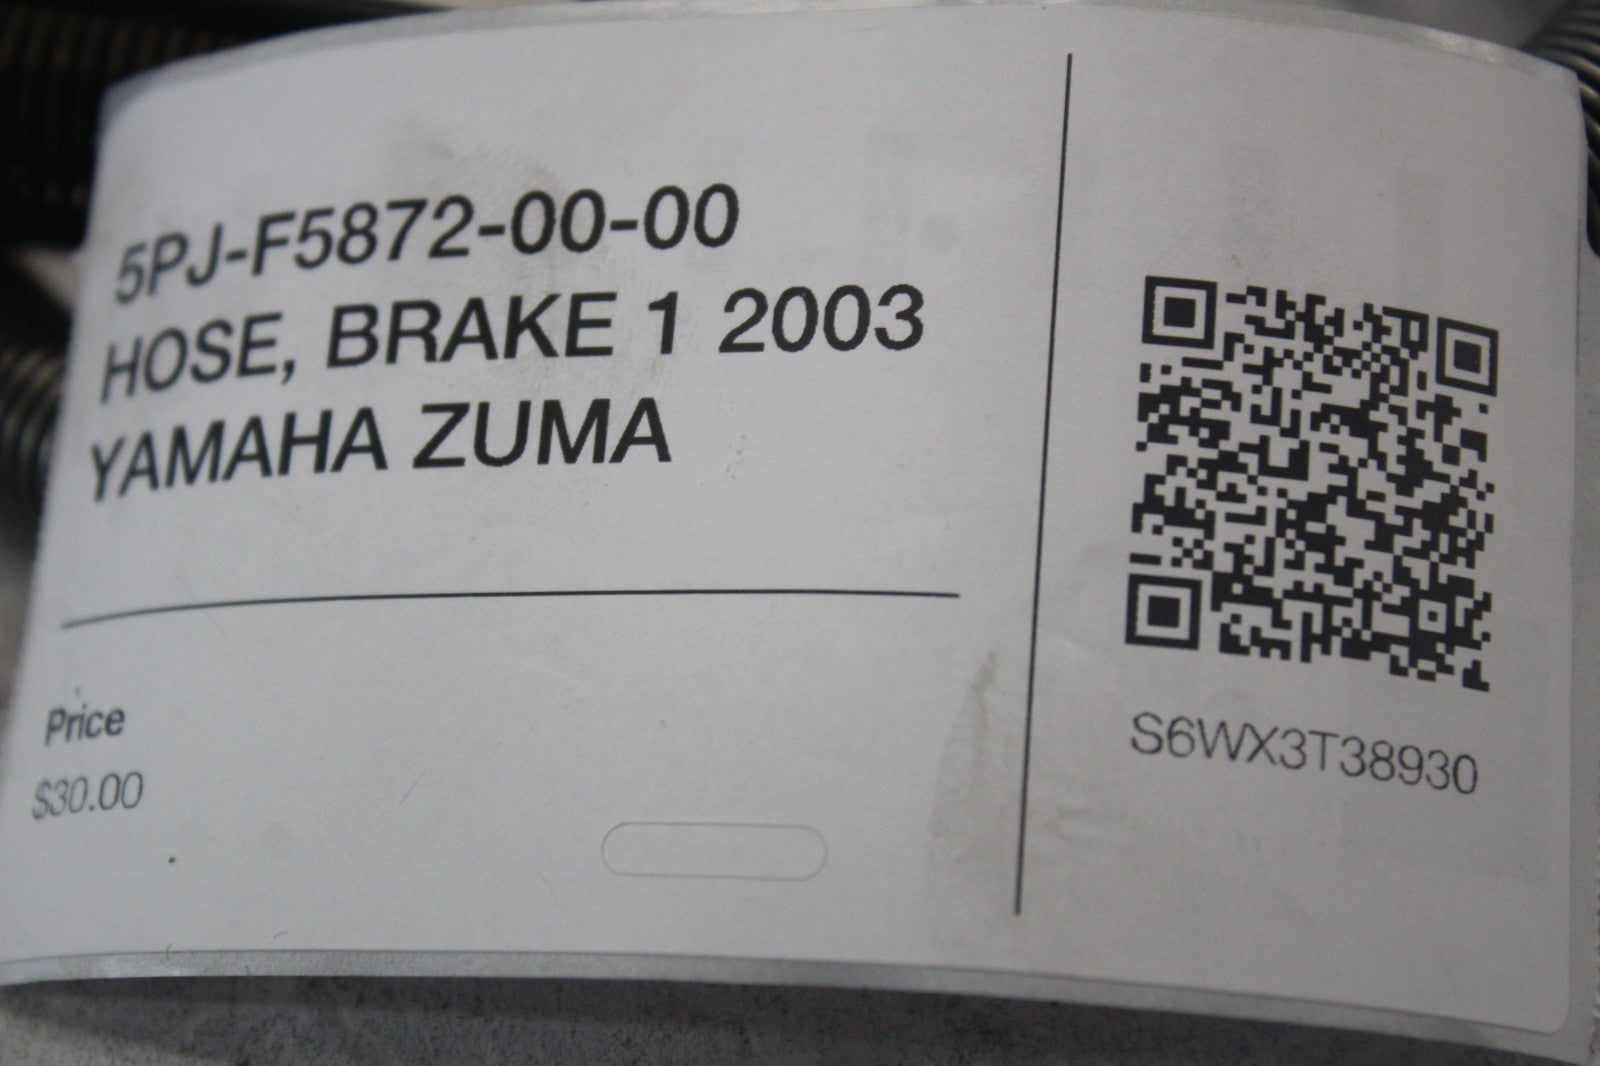 5PJ-F5872-00-00
HOSE, BRAKE 1 2003
YAMAHA ZUMA
Price
$30.00
S6WX3T38930